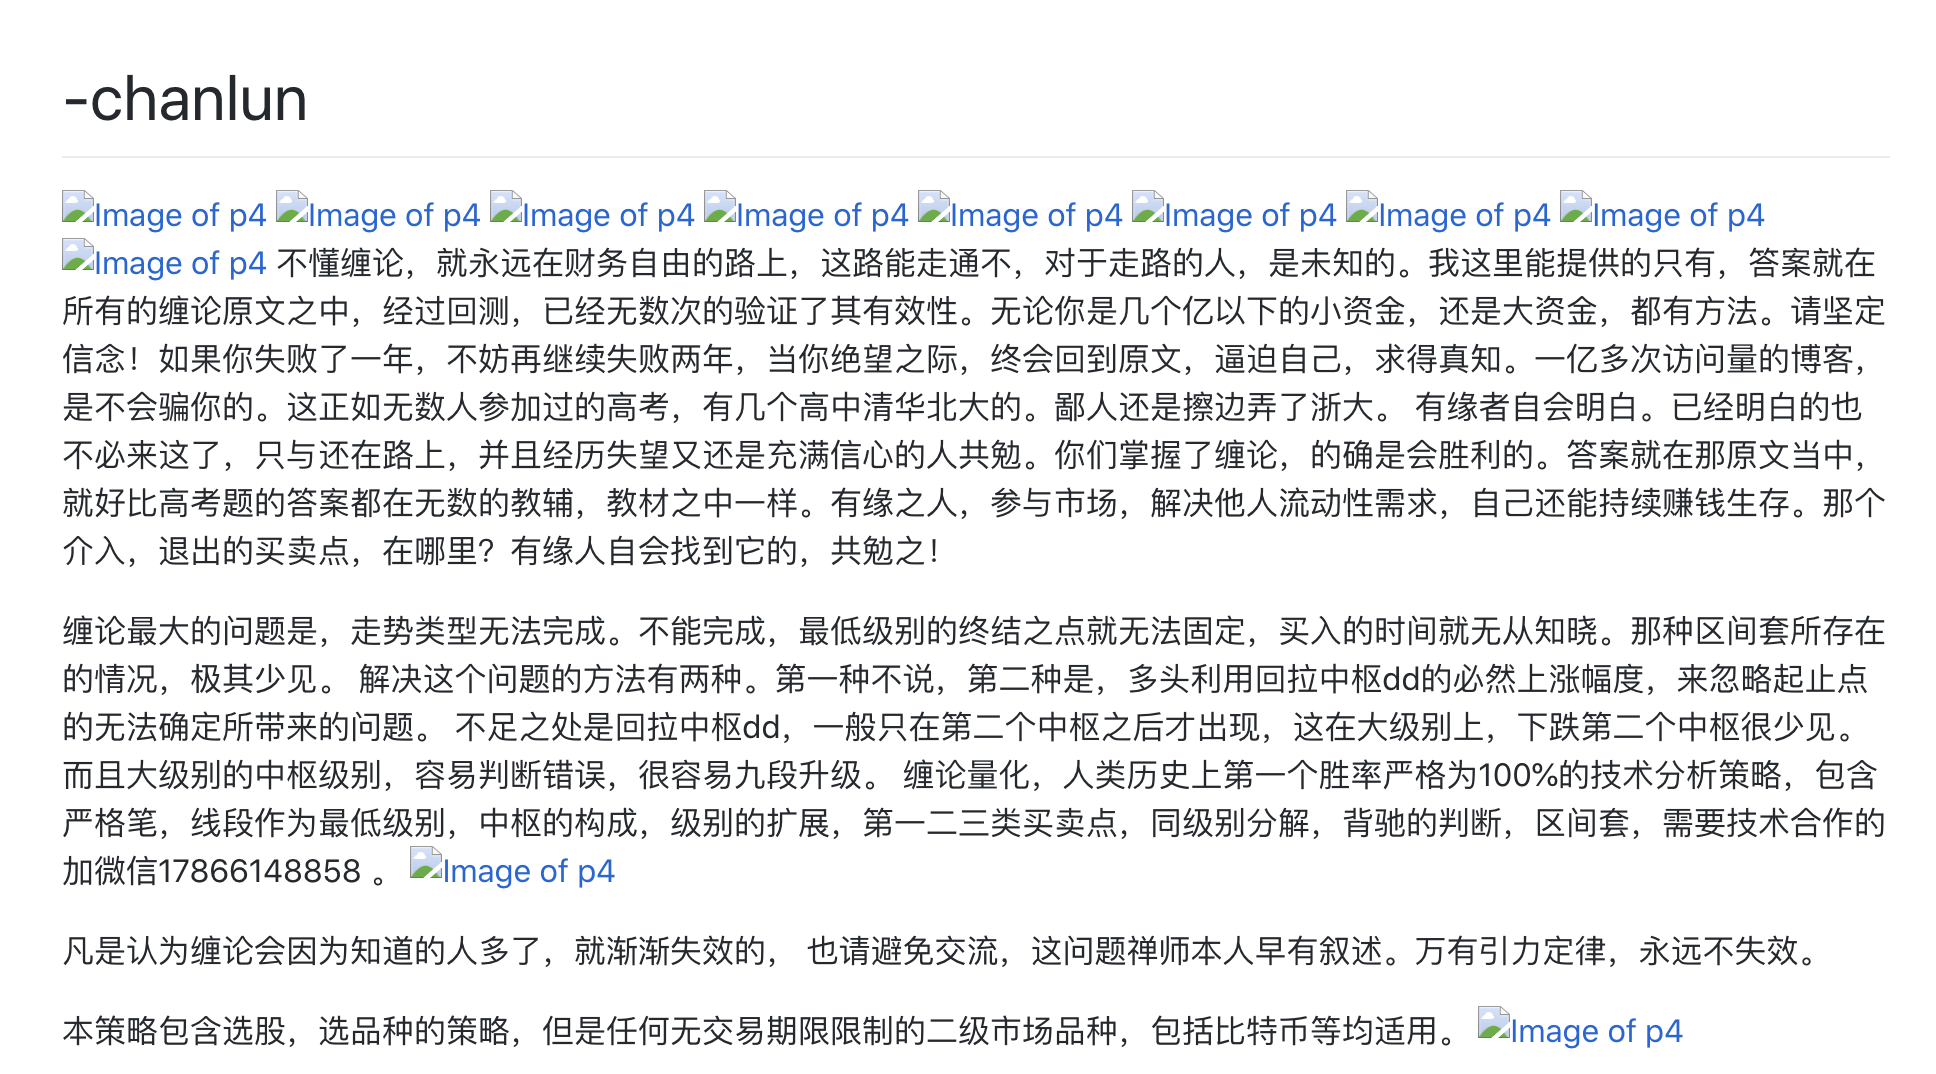 -chanlun
Image of p4 Image of p4 Image of p4 Image of p4 Image of p4 Image of p4 Image of p4 Image of p4
Image of p4 不懂缠论，就永远在财务自由的路上，这路能走通不，对于走路的人，是未知的。我这里能提供的只有，答案就在
所有的缠论原文之中，经过回测，已经无数次的验证了其有效性。无论你是几个亿以下的小资金，还是大资金，都有方法。请坚定
信念！如果你失败了一年，不妨再继续失败两年，当你绝望之际，终会回到原文，逼迫自己，求得真知。一亿多次访问量的博客，
是不会骗你的。这正如无数人参加过的高考，有几个高中清华北大的。鄙人还是擦边弄了浙大。 有缘者自会明白。已经明白的也
不必来这了，只与还在路上，并且经历失望又还是充满信心的人共勉。你们掌握了缠论，的确是会胜利的。答案就在那原文当中，
就好比高考题的答案都在无数的教辅，教材之中一样。有缘之人，参与市场，解决他人流动性需求，自己还能持续赚钱生存。那个
介入，退出的买卖点，在哪里？有缘人自会找到它的，共勉之！
缠论最大的问题是，走势类型无法完成。不能完成，最低级别的终结之点就无法固定，买入的时间就无从知晓。那种区间套所存在
的情况，极其少见。 解决这个问题的方法有两种。第一种不说，第二种是，多头利用回拉中枢dd的必然上涨幅度，来忽略起止点
的无法确定所带来的问题。 不足之处是回拉中枢dd，一般只在第二个中枢之后才出现，这在大级别上，下跌第二个中枢很少见。
而且大级别的中枢级别，容易判断错误，很容易九段升级。 缠论量化，人类历史上第一个胜率严格为100%的技术分析策略，包含
严格笔，线段作为最低级别，中枢的构成，级别的扩展，第一二三类买卖点，同级别分解，背驰的判断，区间套，需要技术合作的
加微信17866148858 。 Image of p4
凡是认为缠论会因为知道的人多了，就渐渐失效的， 也请避免交流，这问题禅师本人早有叙述。万有引力定律，永远不失效。
本策略包含选股，选品种的策略，但是任何无交易期限限制的二级市场品种，包括比特币等均适用。 Image of p4